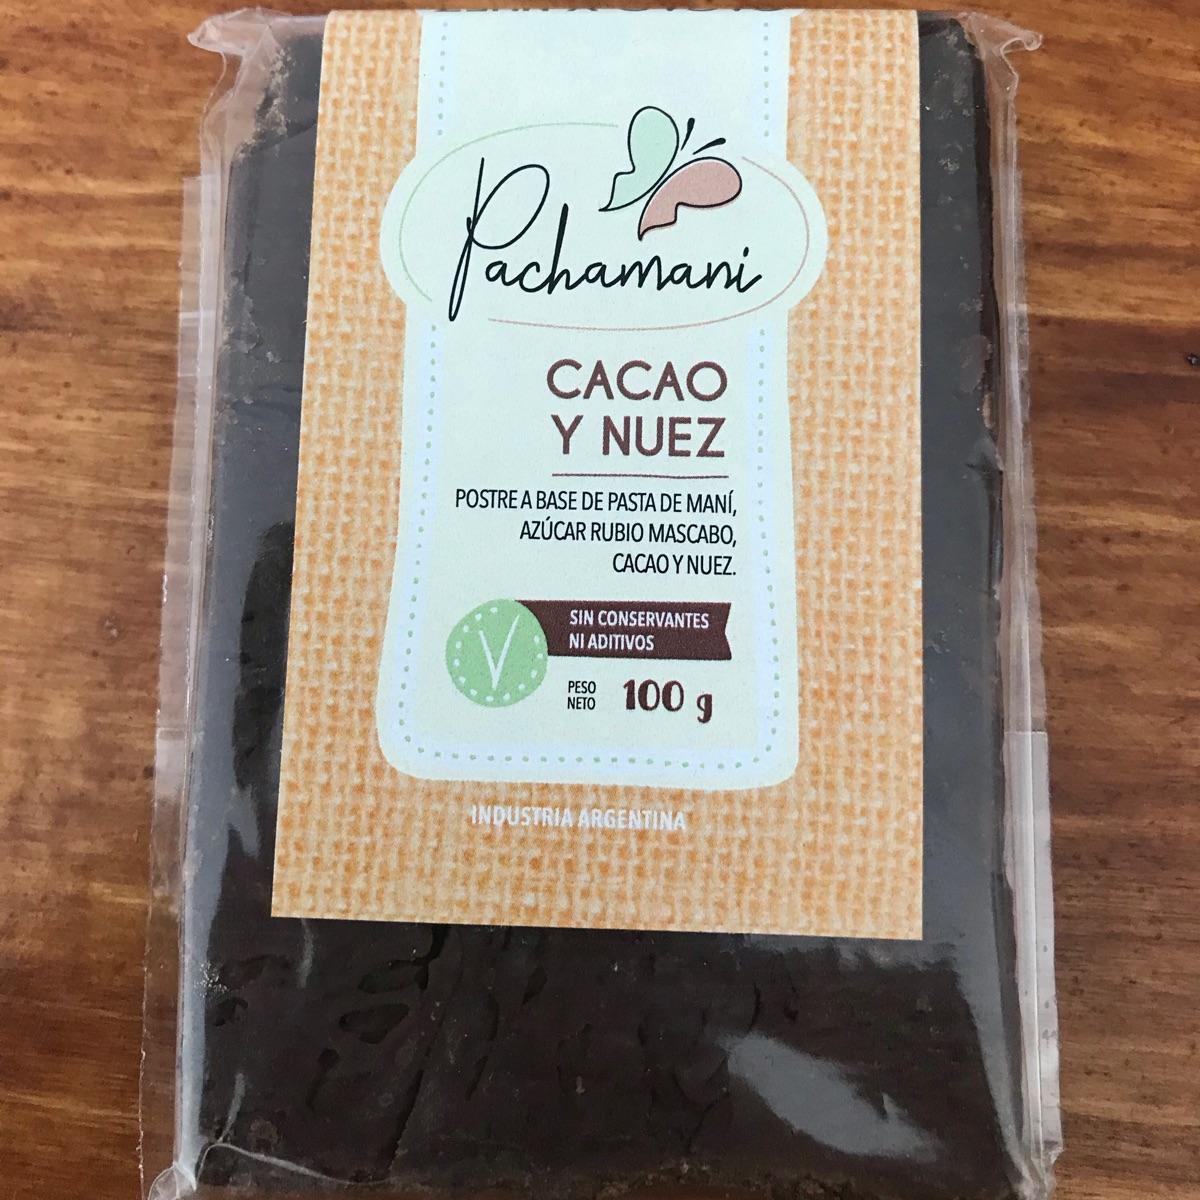 Pachamani
CACAO
Y NUEZ
POSTRE A BASE DE PASTA DE MANÍ,
AZÚCAR RUBIO MASCABO,
CACAO Y NUEZ.
V
SIN CONSERVANTES
NI ADITIVOS
PESO
NETO
100 g
INDUSTRIA ARGENTINA